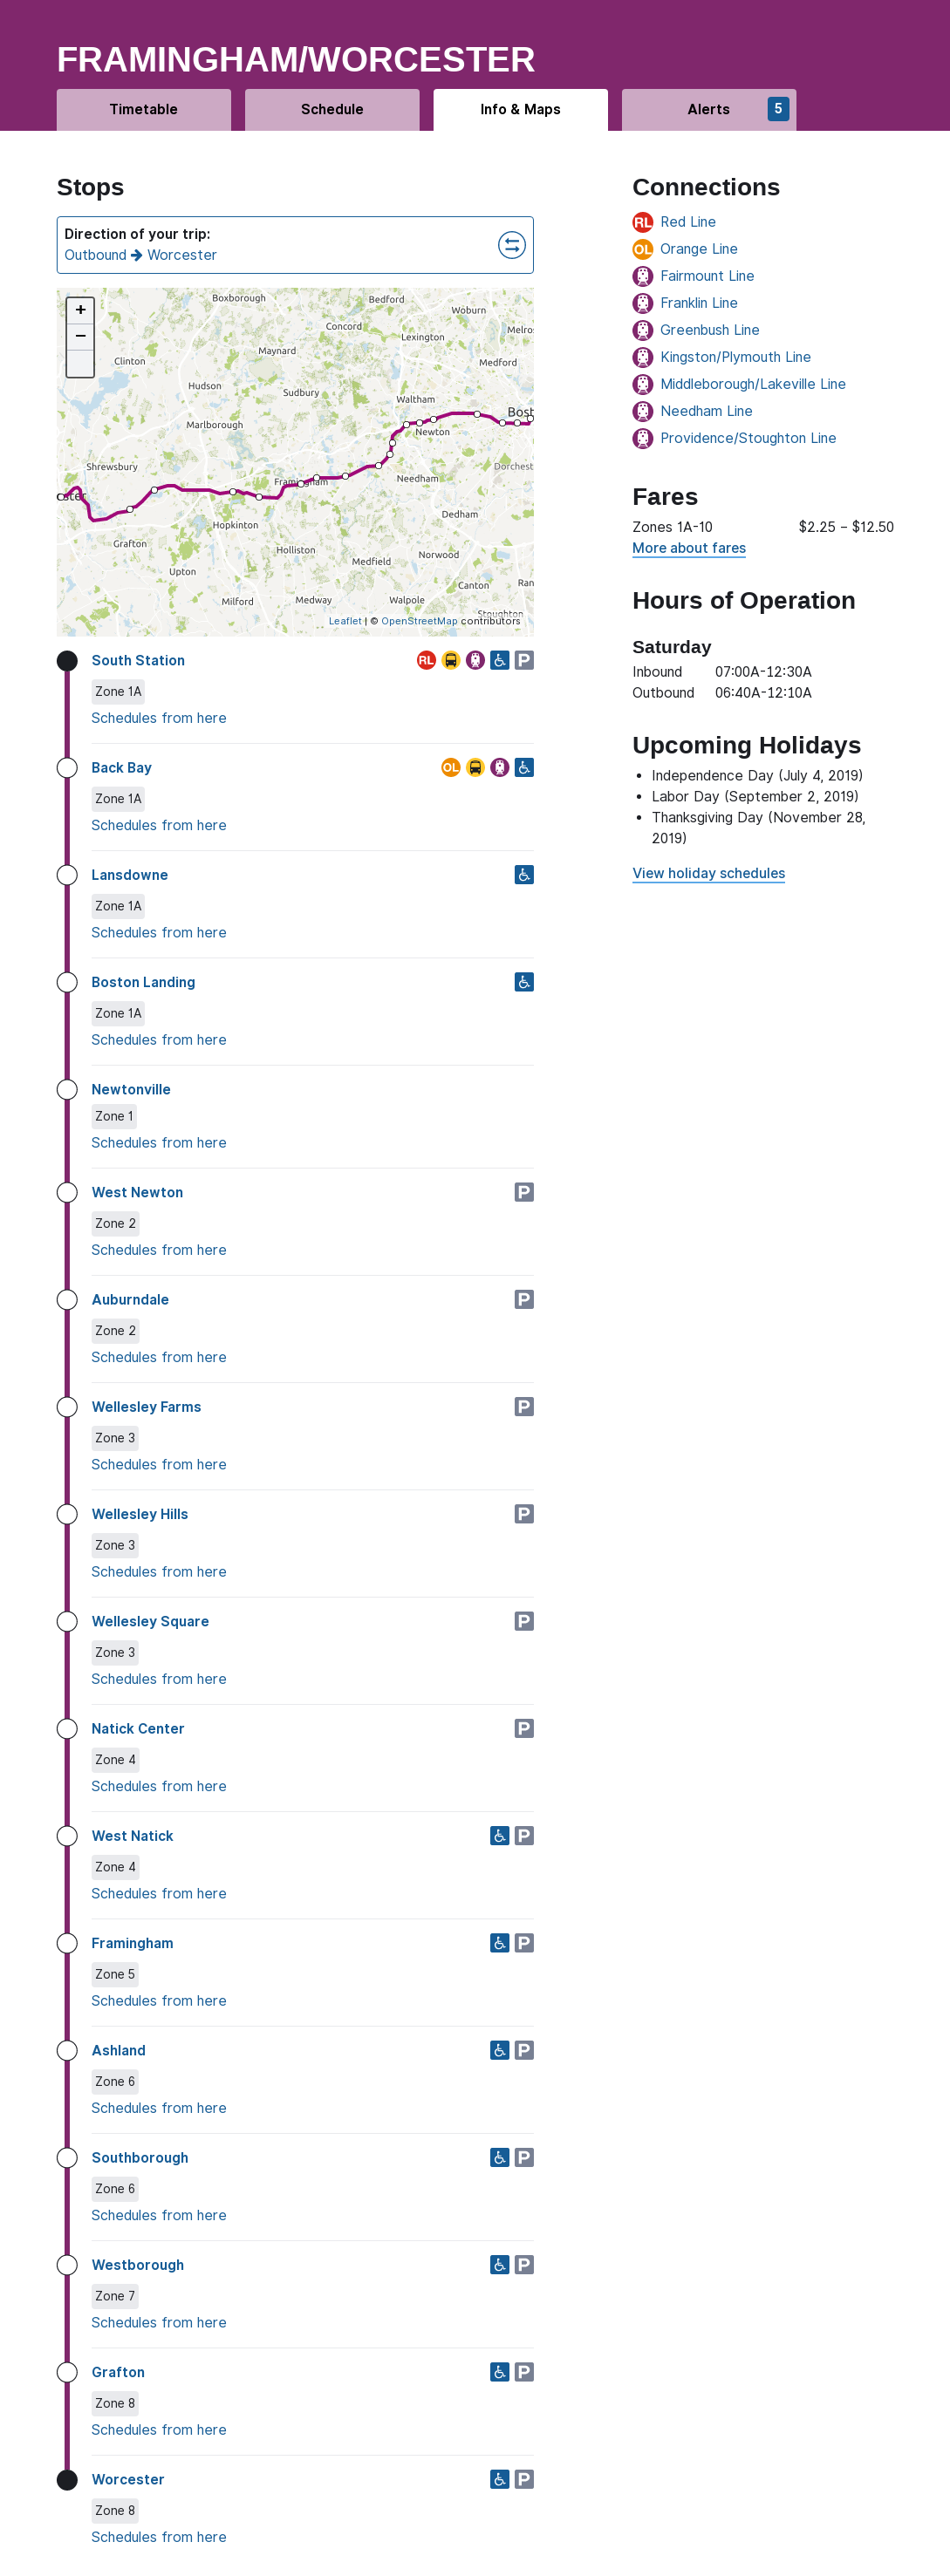 FRAMINGHAM/WORCESTER
Timetable
Schedule
Info & Maps
Alerts
5
Stops
Direction of your trip:
Outbound → Worcester
+
−
Boxborough
Bedford
Woburn
Concord
Melros
Lexington
Maynard
Medford
Clinton
Hudson
Sudbury
Waltham
Marlborough
Bost
Newton
Shrewsbury
Dorchest
Framingham
Needham
ster
Dedham
Hopkinton
Grafton
Holliston
Norwood
Medfield
Upton
Canton
Ran
Milford
Medway
Walpole
Stoughton
Leaflet | © OpenStreetMap contributors
South Station
RL
P
Zone 1A
Schedules from here
Back Bay
OL
Zone 1A
Schedules from here
Lansdowne
Zone 1A
Schedules from here
Boston Landing
Zone 1A
Schedules from here
Newtonville
Zone 1
Schedules from here
West Newton
P
Zone 2
Schedules from here
Auburndale
P
Zone 2
Schedules from here
Wellesley Farms
P
Zone 3
Schedules from here
Wellesley Hills
P
Zone 3
Schedules from here
Wellesley Square
P
Zone 3
Schedules from here
Natick Center
P
Zone 4
Schedules from here
West Natick
P
Zone 4
Schedules from here
Framingham
P
Zone 5
Schedules from here
Ashland
P
Zone 6
Schedules from here
Southborough
P
Zone 6
Schedules from here
Westborough
P
Zone 7
Schedules from here
Grafton
P
Zone 8
Schedules from here
Worcester
P
Zone 8
Schedules from here
Connections
RL Red Line
OL Orange Line
Fairmount Line
Franklin Line
Greenbush Line
Kingston/Plymouth Line
Middleborough/Lakeville Line
Needham Line
Providence/Stoughton Line
Fares
Zones 1A-10 $2.25 – $12.50
More about fares
Hours of Operation
Saturday
Inbound 07:00A-12:30A
Outbound 06:40A-12:10A
Upcoming Holidays
• Independence Day (July 4, 2019)
• Labor Day (September 2, 2019)
• Thanksgiving Day (November 28,
2019)
View holiday schedules